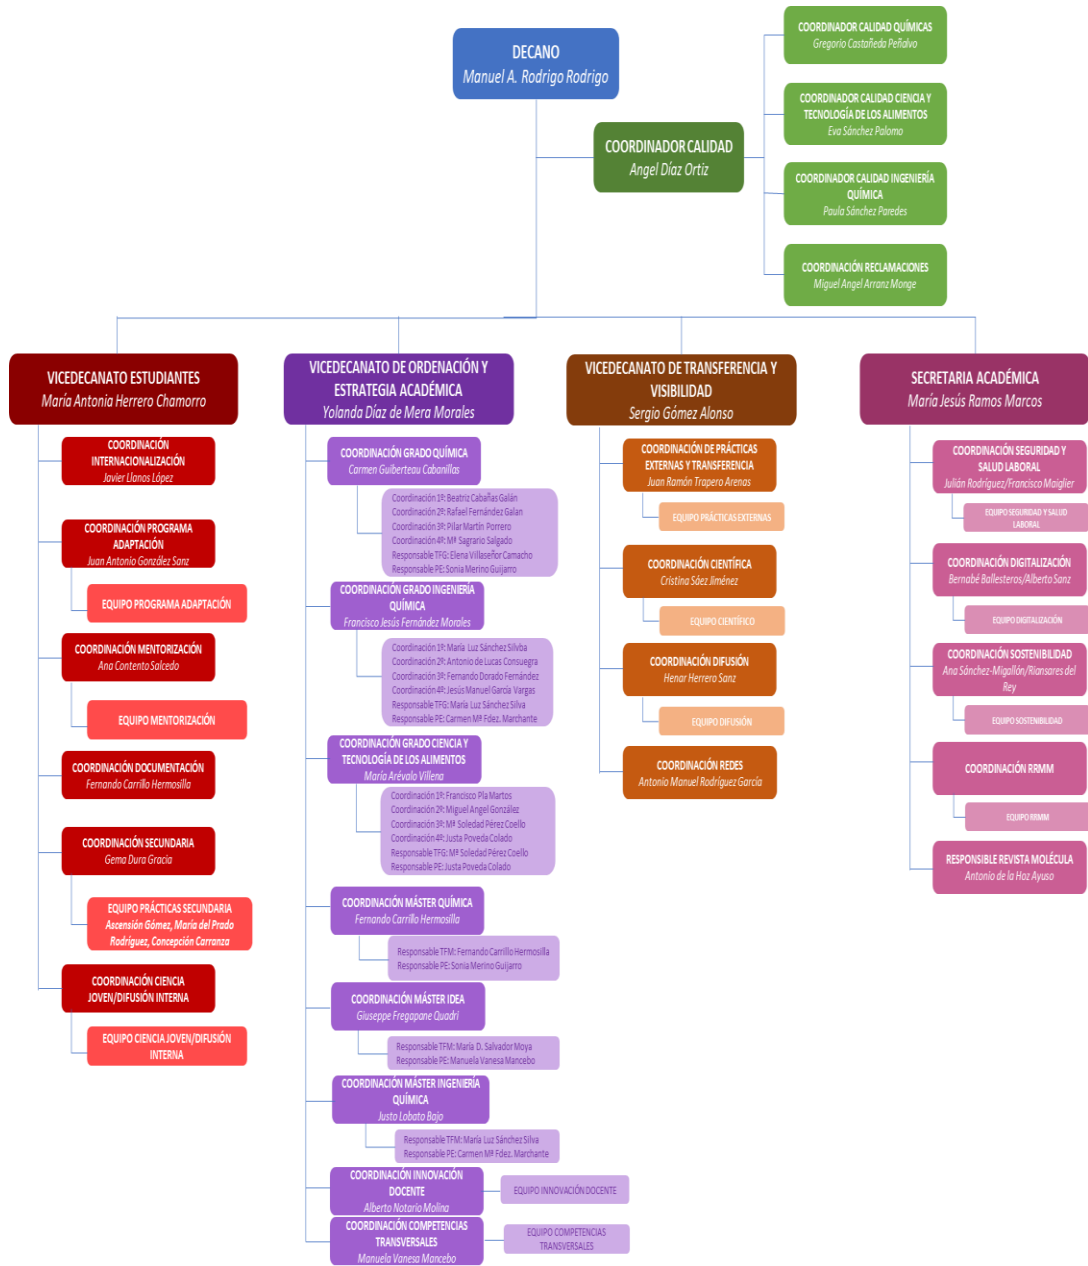 DECANO
Manuel A. Rodrigo Rodrigo
COORDINADOR CALIDAD
Angel Díaz Ortiz
COORDINADOR CALIDAD QUÍMICAS
Gregorio Castañeda Peñalvo
COORDINADOR CALIDAD CIENCIA Y
TECNOLOGÍA DE LOS ALIMENTOS
Eva Sánchez Palomo
COORDINADOR CALIDAD INGENIERÍA
QUÍMICA
Paula Sánchez Paredes
COORDINACIÓN RECLAMACIONES
Miguel Angel Arranz Monge
VICEDECANATO ESTUDIANTES
María Antonia Herrero Chamorro
COORDINACIÓN
INTERNACIONALIZACIÓN
Javier Llanos López
COORDINACIÓN PROGRAMA
ADAPTACIÓN
Juan Antonio González Sanz
EQUIPO PROGRAMA ADAPTACIÓN
COORDINACIÓN MENTORIZACIÓN
Ana Contento Salcedo
EQUIPO MENTORIZACIÓN
COORDINACIÓN DOCUMENTACIÓN
Fernando Carrillo Hermosilla
COORDINACIÓN SECUNDARIA
Gema Dura Gracia
EQUIPO PRÁCTICAS SECUNDARIA
Ascensión Gómez, María del Prado
Rodríguez, Concepción Carranza
COORDINACIÓN CIENCIA
JOVEN/DIFUSIÓN INTERNA
EQUIPO CIENCIA JOVEN/DIFUSIÓN
INTERNA
VICEDECANATO DE ORDENACIÓN Y
ESTRATEGIA ACADÉMICA
Yolanda Díaz de Mera Morales
COORDINACIÓN GRADO QUÍMICA
Carmen Guiberteau Cabanillas
Coordinación 1º: Beatriz Cabañas Galán
Coordinación 2º: Rafael Fernández Galan
Coordinación 3º: Pilar Martín Porrero
Coordinación 4º: Mª Sagrario Salgado
Responsable TFG: Elena Villaseñor Camacho
Responsable PE: Sonia Merino Guijarro
COORDINACIÓN GRADO INGENIERÍA
QUÍMICA
Francisco Jesús Fernández Morales
Coordinación 1º: María Luz Sánchez Silvba
Coordinación 2º: Antonio de Lucas Consuegra
Coordinación 3º: Fernando Dorado Fernández
Coordinación 4º: Jesús Manuel García Vargas
Responsable TFG: María Luz Sánchez Silva
Responsable PE: Carmen Mª Fdez. Marchante
COORDINACIÓN GRADO CIENCIA Y
TECNOLOGÍA DE LOS ALIMENTOS
María Arévalo Villena
Coordinación 1º: Francisco Pla Martos
Coordinación 2º: Miguel Angel González
Coordinación 3º: Mª Soledad Pérez Coello
Coordinación 4º: Justa Poveda Colado
Responsable TFG: Mª Soledad Pérez Coello
Responsable PE: Justa Poveda Colado
COORDINACIÓN MÁSTER QUÍMICA
Fernando Carrillo Hermosilla
Responsable TFM: Fernando Carrillo Hermosilla
Responsable PE: Sonia Merino Guijarro
COORDINACIÓN MÁSTER IDEA
Giuseppe Fregapane Quadri
Responsable TFM: María D. Salvador Moya
Responsable PE: Manuela Vanesa Mancebo
COORDINACIÓN MÁSTER INGENIERÍA
QUÍMICA
Justo Lobato Bajo
Responsable TFM: María Luz Sánchez Silva
Responsable PE: Carmen Mª Fdez. Marchante
COORDINACIÓN INNOVACIÓN
DOCENTE
Alberto Notario Molina
EQUIPO INNOVACIÓN DOCENTE
COORDINACIÓN COMPETENCIAS
TRANSVERSALES
Manuela Vanesa Mancebo
EQUIPO COMPETENCIAS
TRANSVERSALES
VICEDECANATO DE TRANSFERENCIA Y
VISIBILIDAD
Sergio Gómez Alonso
COORDINACIÓN DE PRÁCTICAS
EXTERNAS Y TRANSFERENCIA
Juan Ramón Trapero Arenas
EQUIPO PRÁCTICAS EXTERNAS
COORDINACIÓN CIENTÍFICA
Cristina Sáez Jiménez
EQUIPO CIENTÍFICO
COORDINACIÓN DIFUSIÓN
Henar Herrero Sanz
EQUIPO DIFUSIÓN
COORDINACIÓN REDES
Antonio Manuel Rodríguez García
SECRETARIA ACADÉMICA
María Jesús Ramos Marcos
COORDINACIÓN SEGURIDAD Y
SALUD LABORAL
Julián Rodríguez/Francisco Maiglier
EQUIPO SEGURIDAD Y SALUD
LABORAL
COORDINACIÓN DIGITALIZACIÓN
Bernabé Ballesteros/Alberto Sanz
EQUIPO DIGITALIZACIÓN
COORDINACIÓN SOSTENIBILIDAD
Ana Sánchez-Migallón/Riansares del
Rey
EQUIPO SOSTENIBILIDAD
COORDINACIÓN RRMM
EQUIPO RRMM
RESPONSIBLE REVISTA MOLÉCULA
Antonio de la Hoz Ayuso